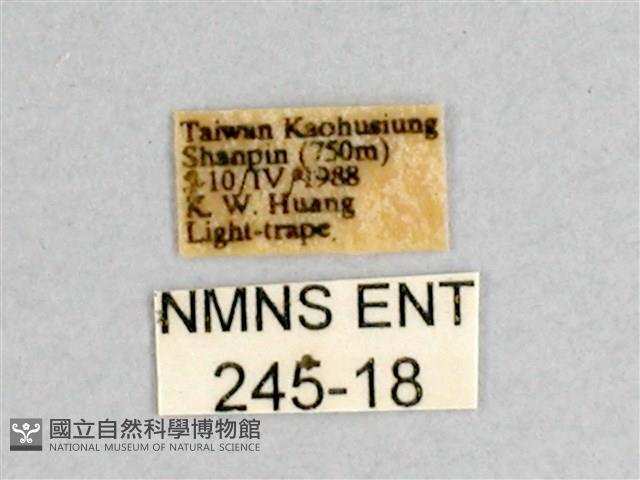 Taiwan Kaohusiung
Shanpin (750m)
10/IV/1988
K. W. Huang
Light-trape
NMNS ENT
245-18
國立自然科學博物館
NATIONAL MUSEUM OF NATURAL SCIENCE